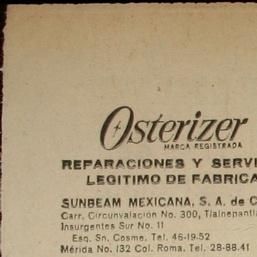 Osterizer
MARCA REGISTRADA
REPARACIONES Y SERVI
LEGITIMO DE FABRICA
SUNBEAM MEXICANA, S. A. de C
Carr. Circunvalación No. 300, Tlalnepantl
Insurgentes Sur No. 11
Esq. Sn. Cosme. Tel. 46-19-52
Mérida No. 132 Col. Roma. Tel. 28-88-41